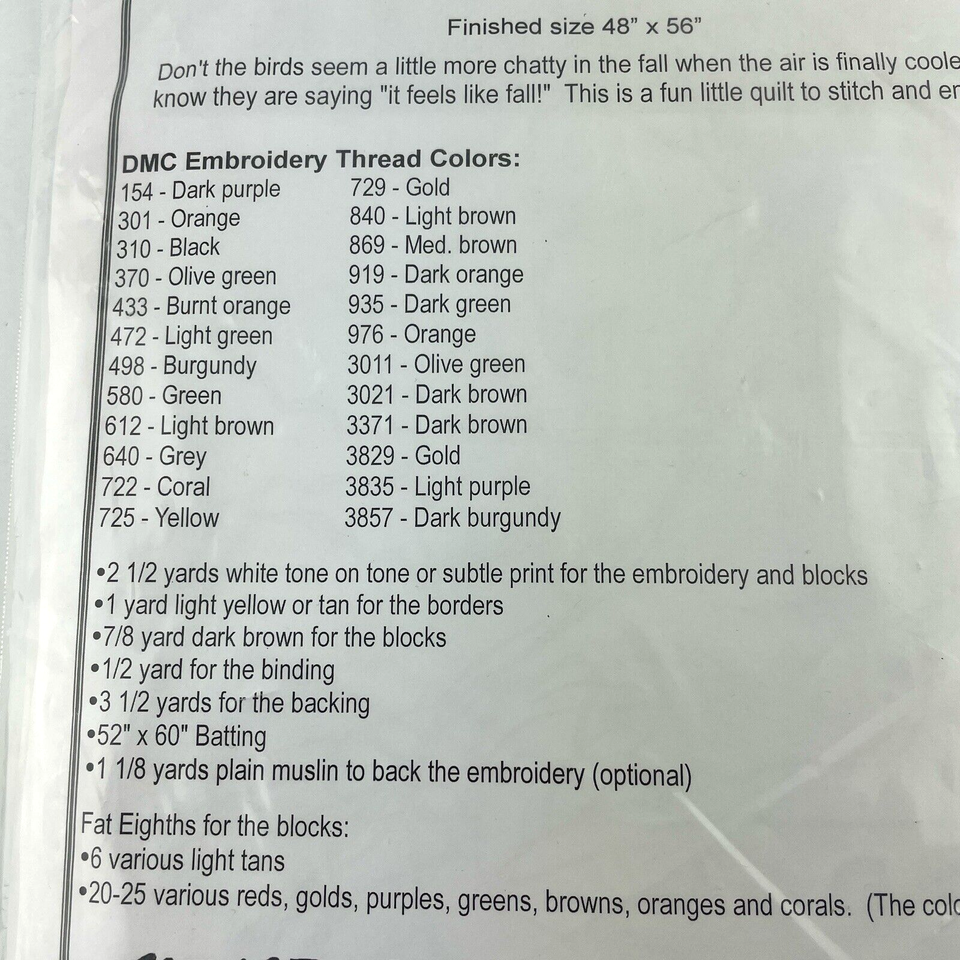 Finished size 48” x 56”
Don't the birds seem a little more chatty in the fall when the air is finally
know they are saying "it feels like fall!" This is a fun little quilt to stitch and
DMC Embroidery Thread Colors:
154 - Dark purple 729 - Gold
301 - Orange 840 - Light brown
310 - Black 869 - Med. brown
370 - Olive green 919 - Dark orange
433 - Burnt orange 935 - Dark green
472 - Light green 976 - Orange
498 - Burgundy 3011 - Olive green
580 - Green 3021 - Dark brown
612 - Light brown 3371 - Dark brown
640 - Grey 3829 - Gold
722 - Coral 3835 - Light purple
725 - Yellow 3857 - Dark burgundy
•2 1/2 yards white tone on tone or subtle print for the embroidery and blocks
•1 yard light yellow or tan for the borders
•7/8 yard dark brown for the blocks
•1/2 yard for the binding
•3 1/2 yards for the backing
•52" x 60" Batting
•1 1/8 yards plain muslin to back the embroidery (optional)
Fat Eighths for the blocks:
•6 various light tans
•20-25 various reds, golds, purples, greens, browns, oranges and corals. (The